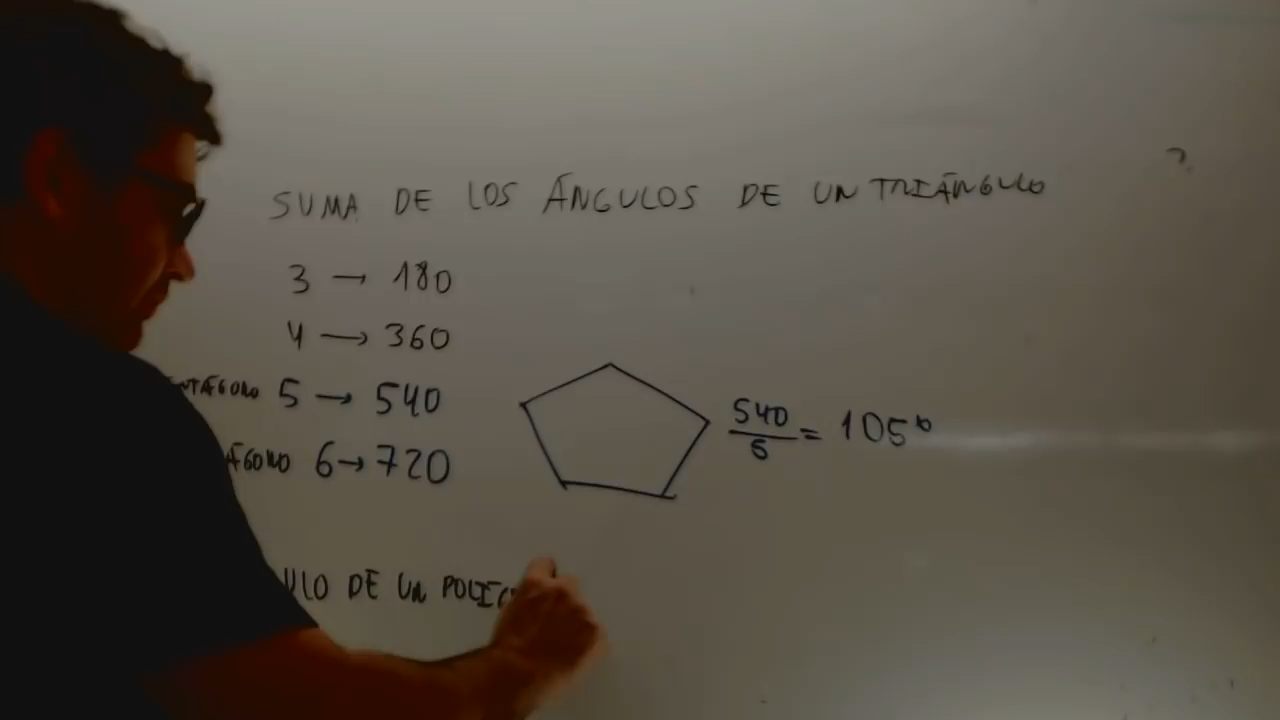 SUMA DE LOS ÁNGULOS DE UN TRIÁNGULO
3 → 180
4 → 360
5 → 540
6 → 720
540/5 = 105°
DE UN